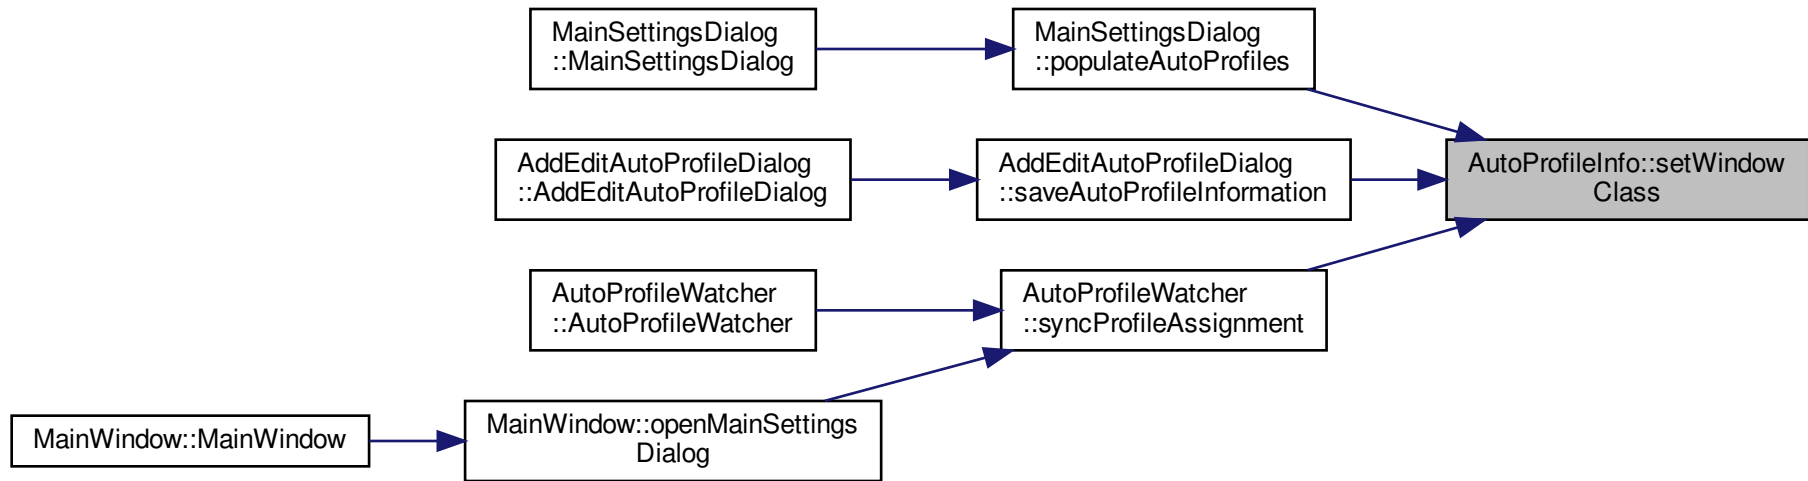 MainSettingsDialog
::MainSettingsDialog
MainSettingsDialog
::populateAutoProfiles
AddEditAutoProfileDialog
::AddEditAutoProfileDialog
AddEditAutoProfileDialog
::saveAutoProfileInformation
AutoProfileInfo::setWindow
Class
AutoProfileWatcher
::AutoProfileWatcher
AutoProfileWatcher
::syncProfileAssignment
MainWindow::MainWindow
MainWindow::openMainSettings
Dialog